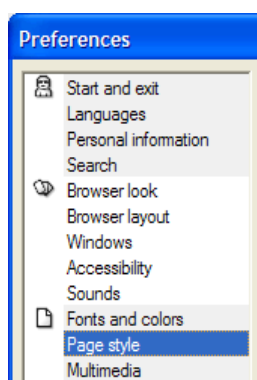 Preferences
Start and exit
Languages
Personal information
Search
Browser look
Browser layout
Windows
Accessibility
Sounds
Fonts and colors
Page style
Multimedia